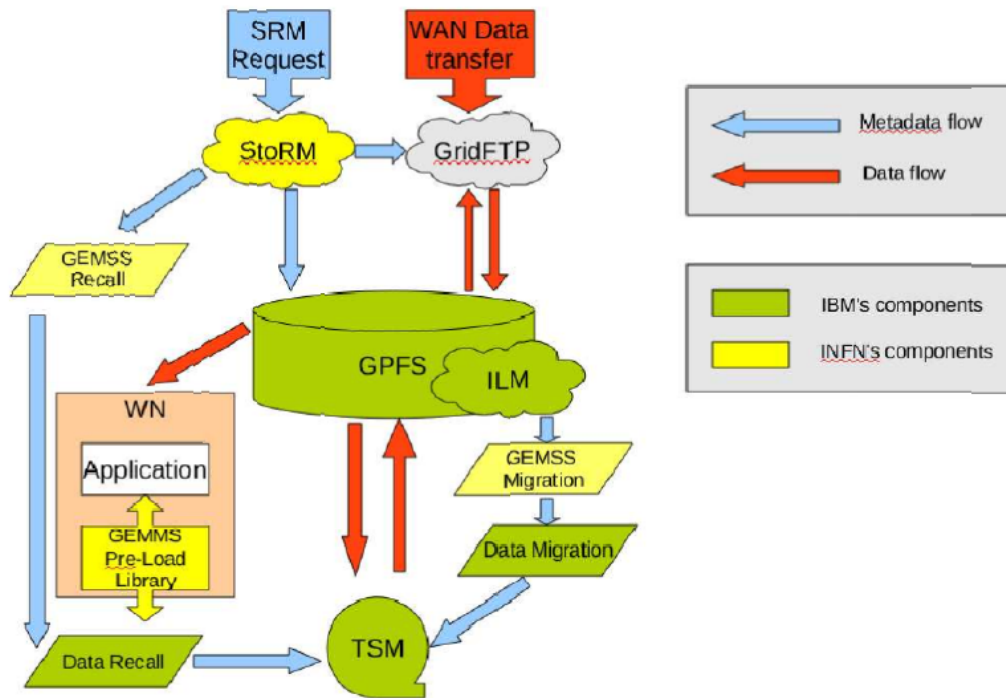 SRM
Request
WAN Data
transfer
StoRM
GridFTP
Metadata flow
Data flow
GEMSS
Recall
IBM's components
INFN's components
GPFS
ILM
WN
Application
GEMMS
Pre-Load
Library
GEMSS
Migration
Data Migration
TSM
Data Recall